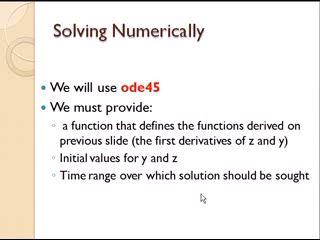 Solving Numerically
We will use ode45
We must provide:
a function that defines the functions derived on
previous slide (the first derivatives of z and y)
Initial values for y and z
Time range over which solution should be sought